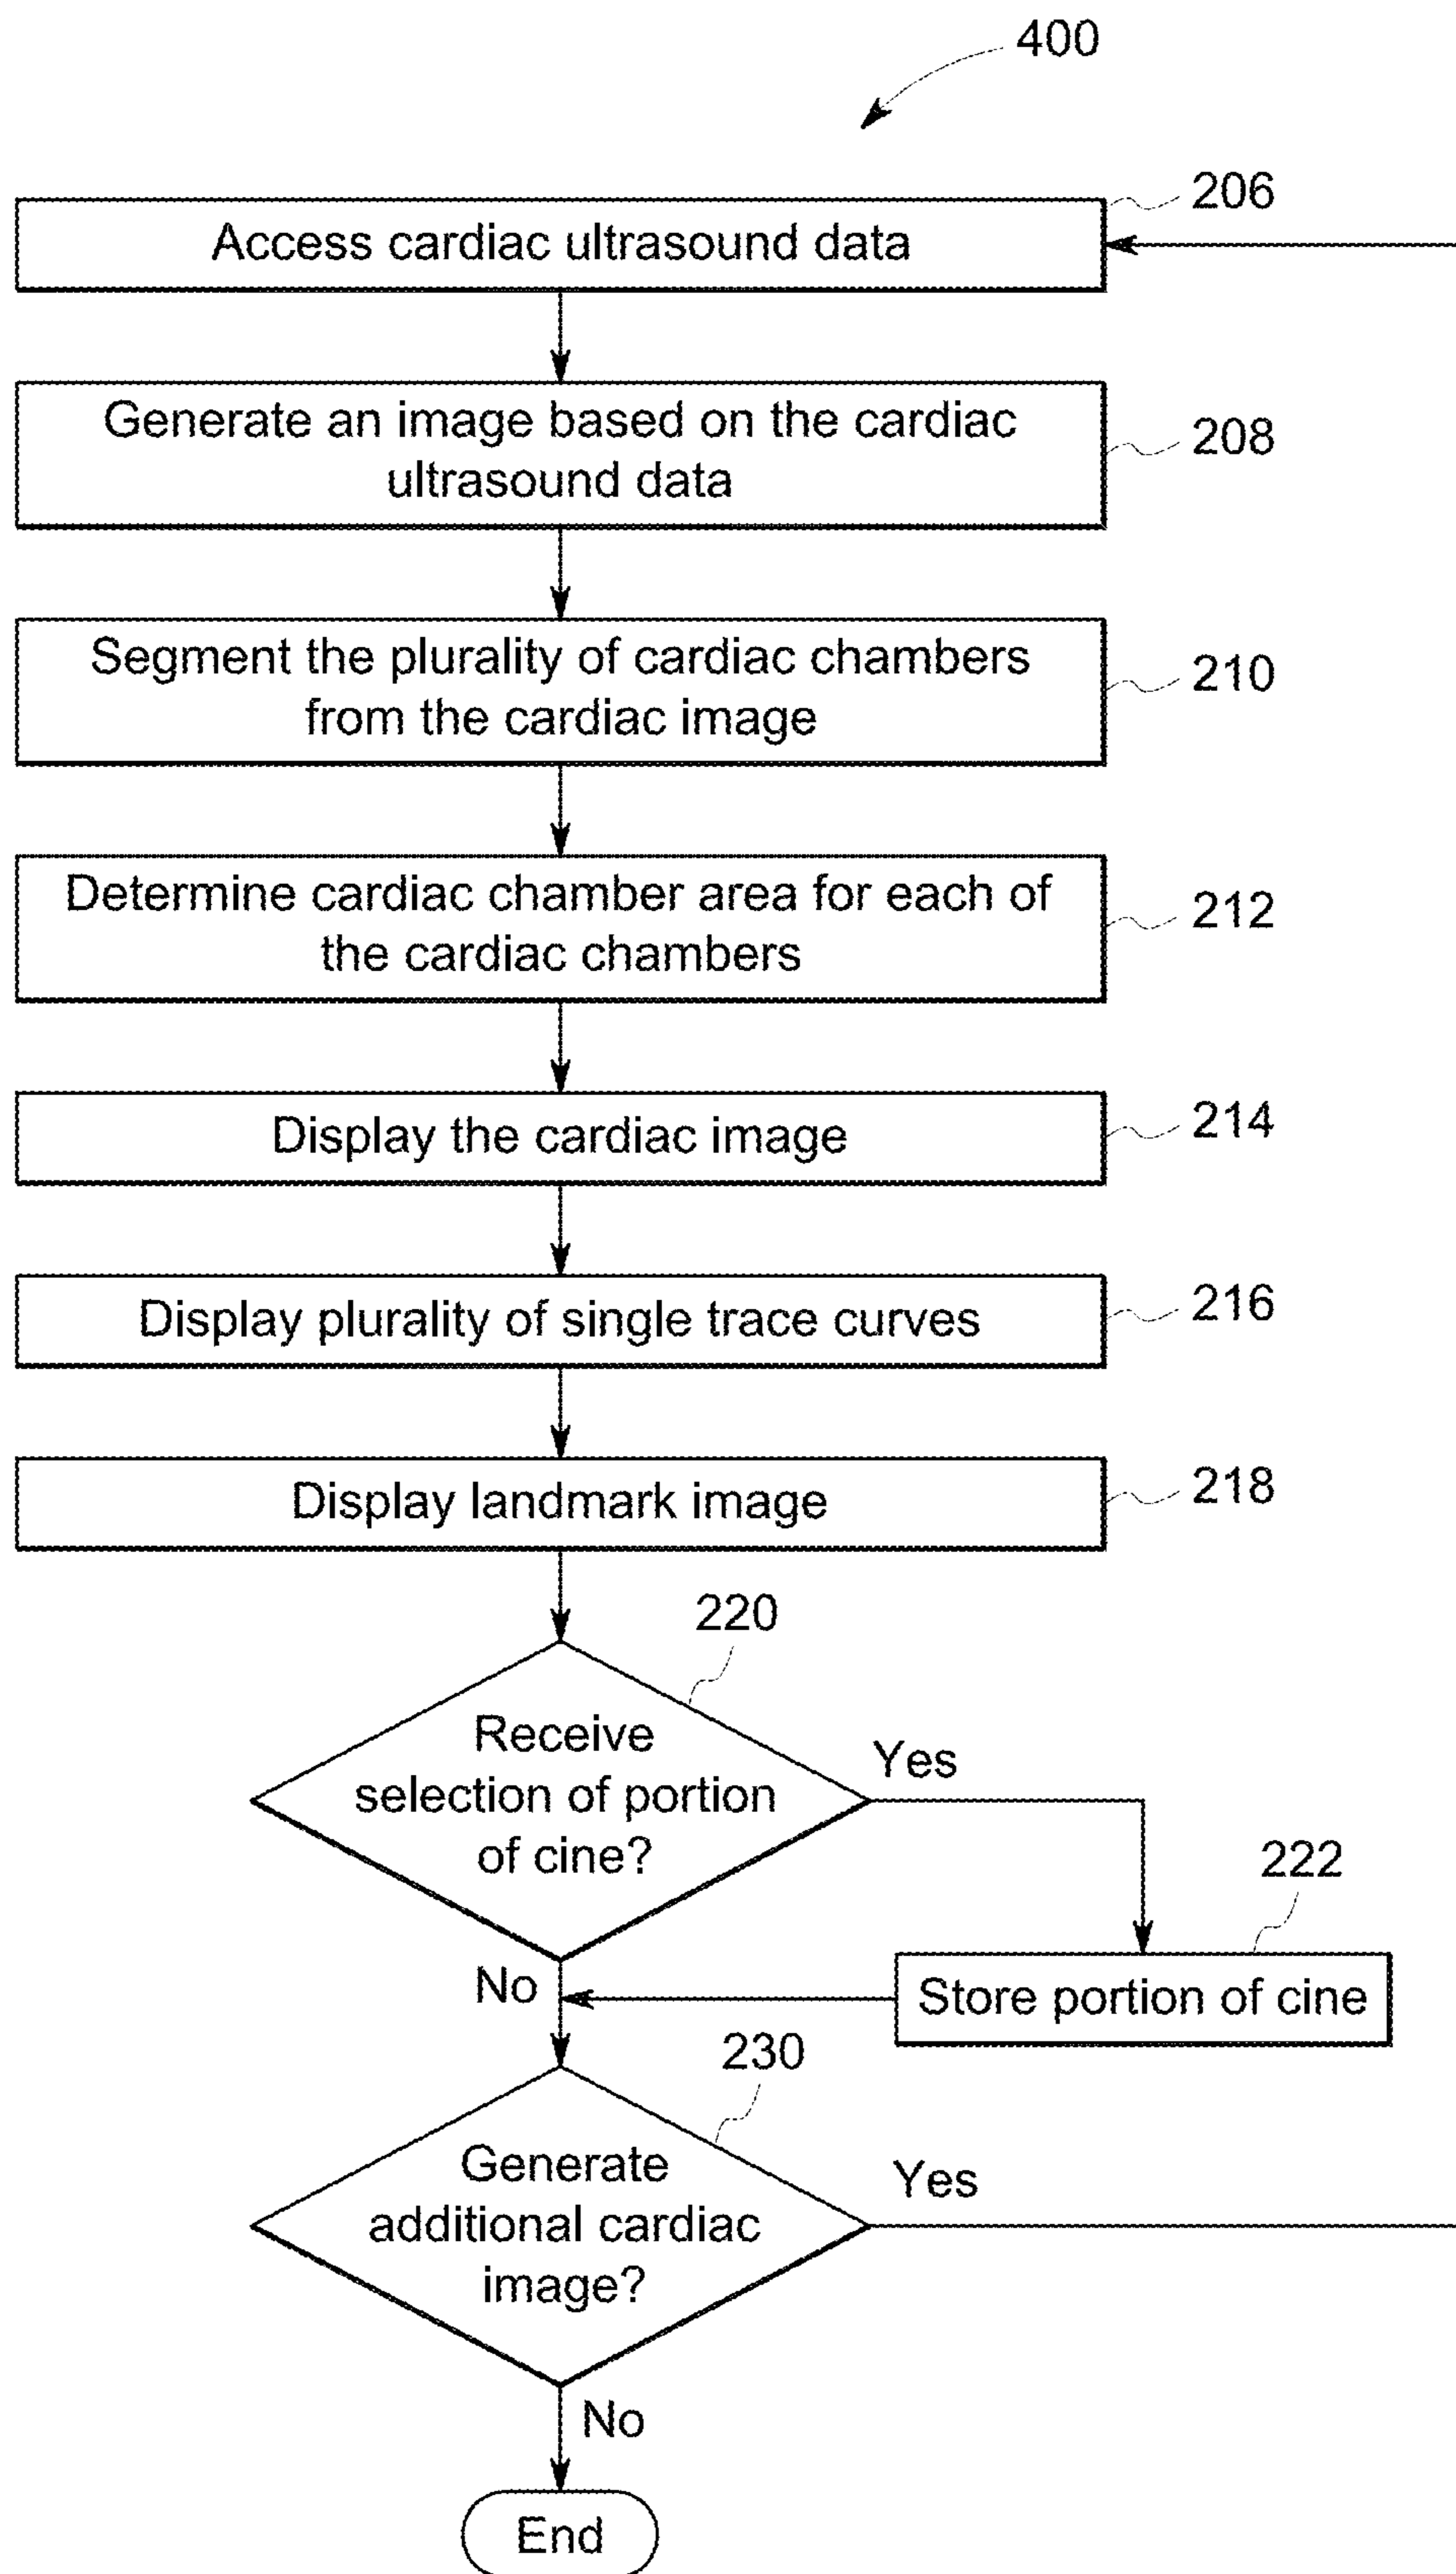 400
206
Access cardiac ultrasound data
Generate an image based on the cardiac
ultrasound data
208
Segment the plurality of cardiac chambers
from the cardiac image
210
Determine cardiac chamber area for each of
the cardiac chambers
212
Display the cardiac image
214
Display plurality of single trace curves
216
Display landmark image
218
220
Receive
selection of portion
of cine?
Yes
222
Store portion of cine
No
230
Generate
additional cardiac
image?
Yes
No
End